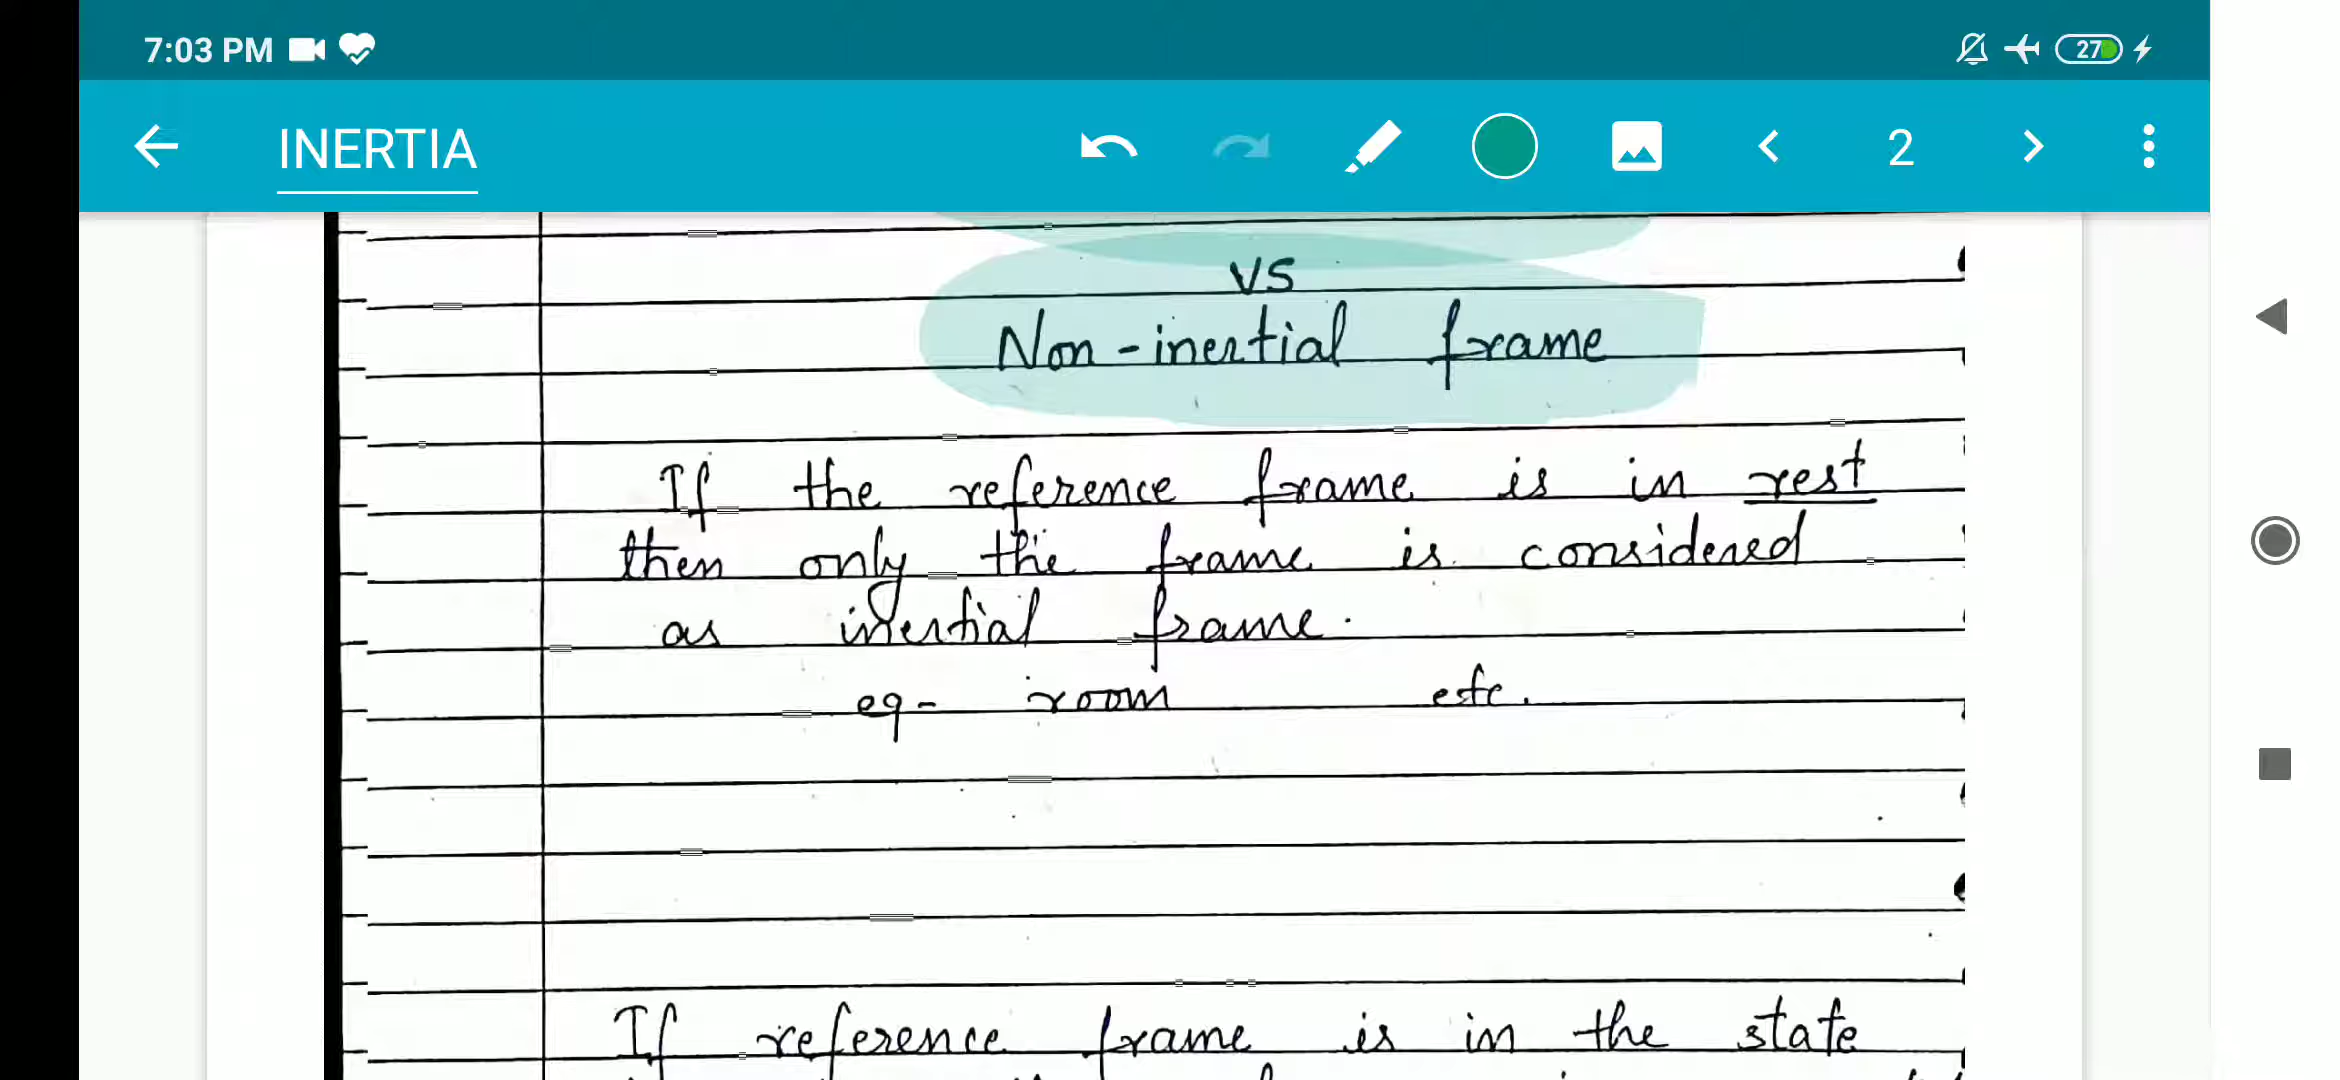 7:03 PM 27
INERTIA 2
vs
Non-inertial frame
If the reference frame is in rest
then only the frame is considered
as inertial frame.
eg- room etc.
If reference frame is in the state